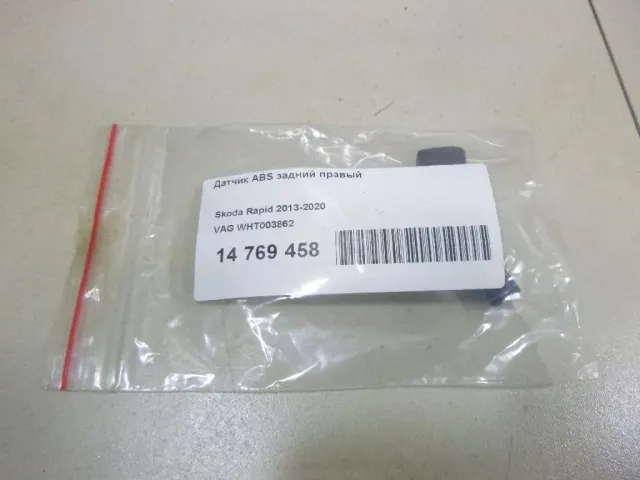 Датчик ABS задний правый
Skoda Rapid 2013-2020
VAG WHT003862
14 769 458